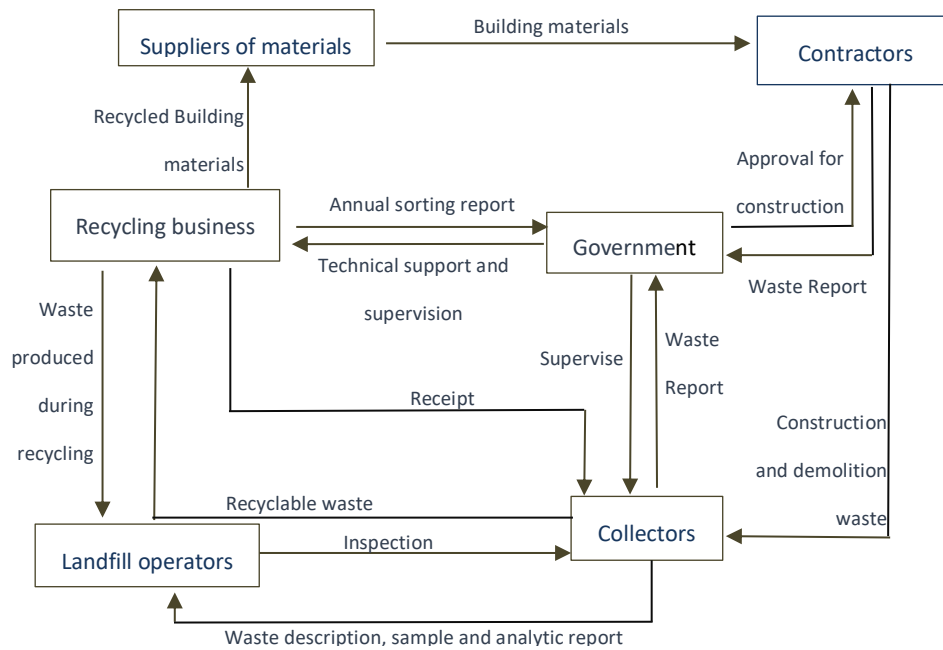 Building materials
Suppliers of materials
Contractors
Recycled Building
materials
Approval for
construction
Recycling business
Annual sorting report
Government
Technical support and
supervision
Waste Report
Waste
produced
during
recycling
Supervise
Waste
Report
Receipt
Construction
and demolition
waste
Recyclable waste
Collectors
Landfill operators
Inspection
Waste description, sample and analytic report